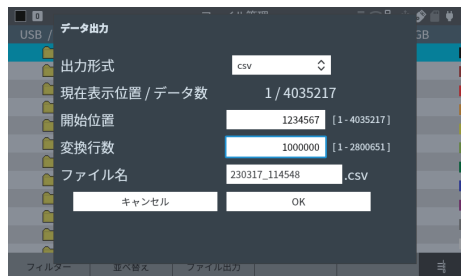 USB /
GB
データ出力
出力形式
csv
現在表示位置 / データ数
1 / 4035217
開始位置
1234567
[ 1 - 4035217 ]
変換行数
1000000
[ 1 - 2800651 ]
ファイル名
230317_114548
.csv
キャンセル
OK
フィルター
並べ替え
ファイル出力